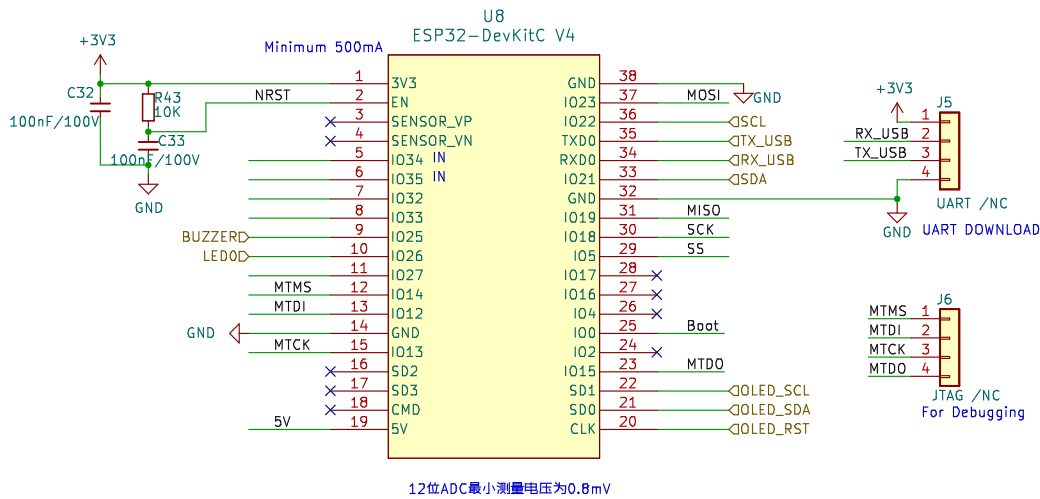 U8
ESP32-DevKitC V4
Minimum 500mA
+3V3
C32
100nF/100V
R43
10K
C33
100nF/100V
GND
NRST
1 3V3
2 EN
3 SENSOR_VP
4 SENSOR_VN
5 IO34 IN
6 IO35 IN
7 IO32
8 IO33
BUZZER 9 IO25
LED0 10 IO26
11 IO27
MTMS 12 IO14
MTDI 13 IO12
GND 14 GND
MTCK 15 IO13
16 SD2
17 SD3
18 CMD
5V 19 5V
GND 38 GND
IO23 37 MOSI
IO22 36 SCL
TXD0 35 TX_USB
RXD0 34 RX_USB
IO21 33 SDA
GND 32
IO19 31 MISO
IO18 30 SCK
IO5 29 SS
IO17 28
IO16 27
IO4 26
IO0 25 Boot
IO2 24
IO15 23 MTDO
SD1 22 OLED_SCL
SD0 21 OLED_SDA
CLK 20 OLED_RST
12位ADC最小测量电压为0.8mV
+3V3
J5
1
RX_USB 2
TX_USB 3
4
UART /NC
GND
UART DOWNLOAD
J6
MTMS 1
MTDI 2
MTCK 3
MTDO 4
JTAG /NC
For Debugging